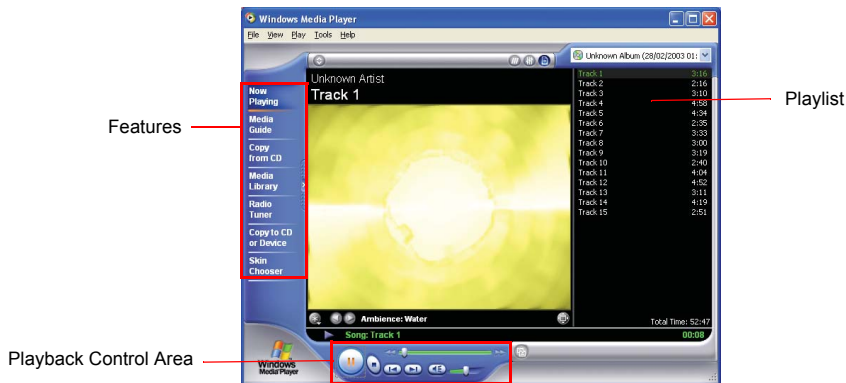 Windows Media Player
File View Play Tools Help
Unknown Album (28/02/2003 01:
Unknown Artist
Track 1
Now
Playing
Media
Guide
Copy
from CD
Media
Library
Radio
Tuner
Copy to CD
or Device
Skin
Chooser
Track 1 3:16
Track 2 2:16
Track 3 3:10
Track 4 4:58
Track 5 4:34
Track 6 2:35
Track 7 3:33
Track 8 3:00
Track 9 3:19
Track 10 2:40
Track 11 4:04
Track 12 4:52
Track 13 3:11
Track 14 4:19
Track 15 2:51
Features
Playlist
Ambience: Water
Total Time: 52:47
Song: Track 1 00:08
Playback Control Area
Windows
Media Player